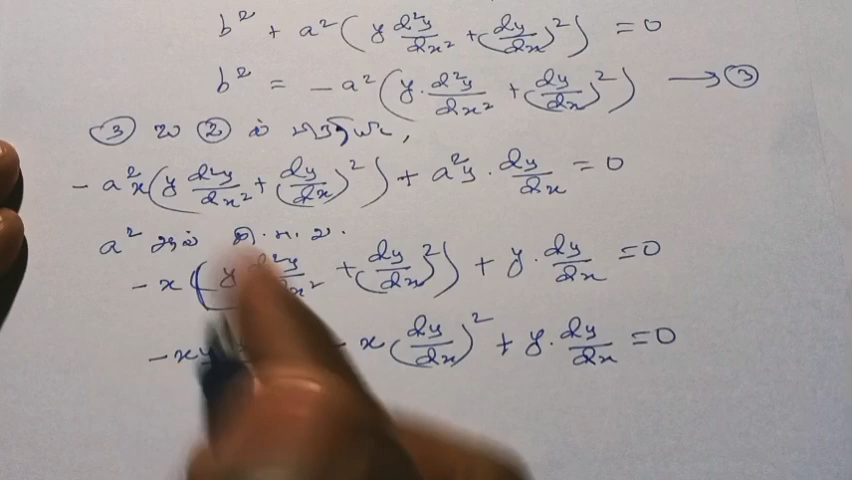 b² + a² ( y d²y/dx² + (dy/dx)² ) = 0
b² = -a² ( y. d²y/dx² + (dy/dx)² ) → ③
③ ஐ ② ல்
-a²x ( y d²y/dx² + (dy/dx)² ) + a²y . dy/dx = 0
a²
-x ( y d²y/dx² + (dy/dx)² ) + y. dy/dx = 0
-xy - x (dy/dx)² + y. dy/dx = 0